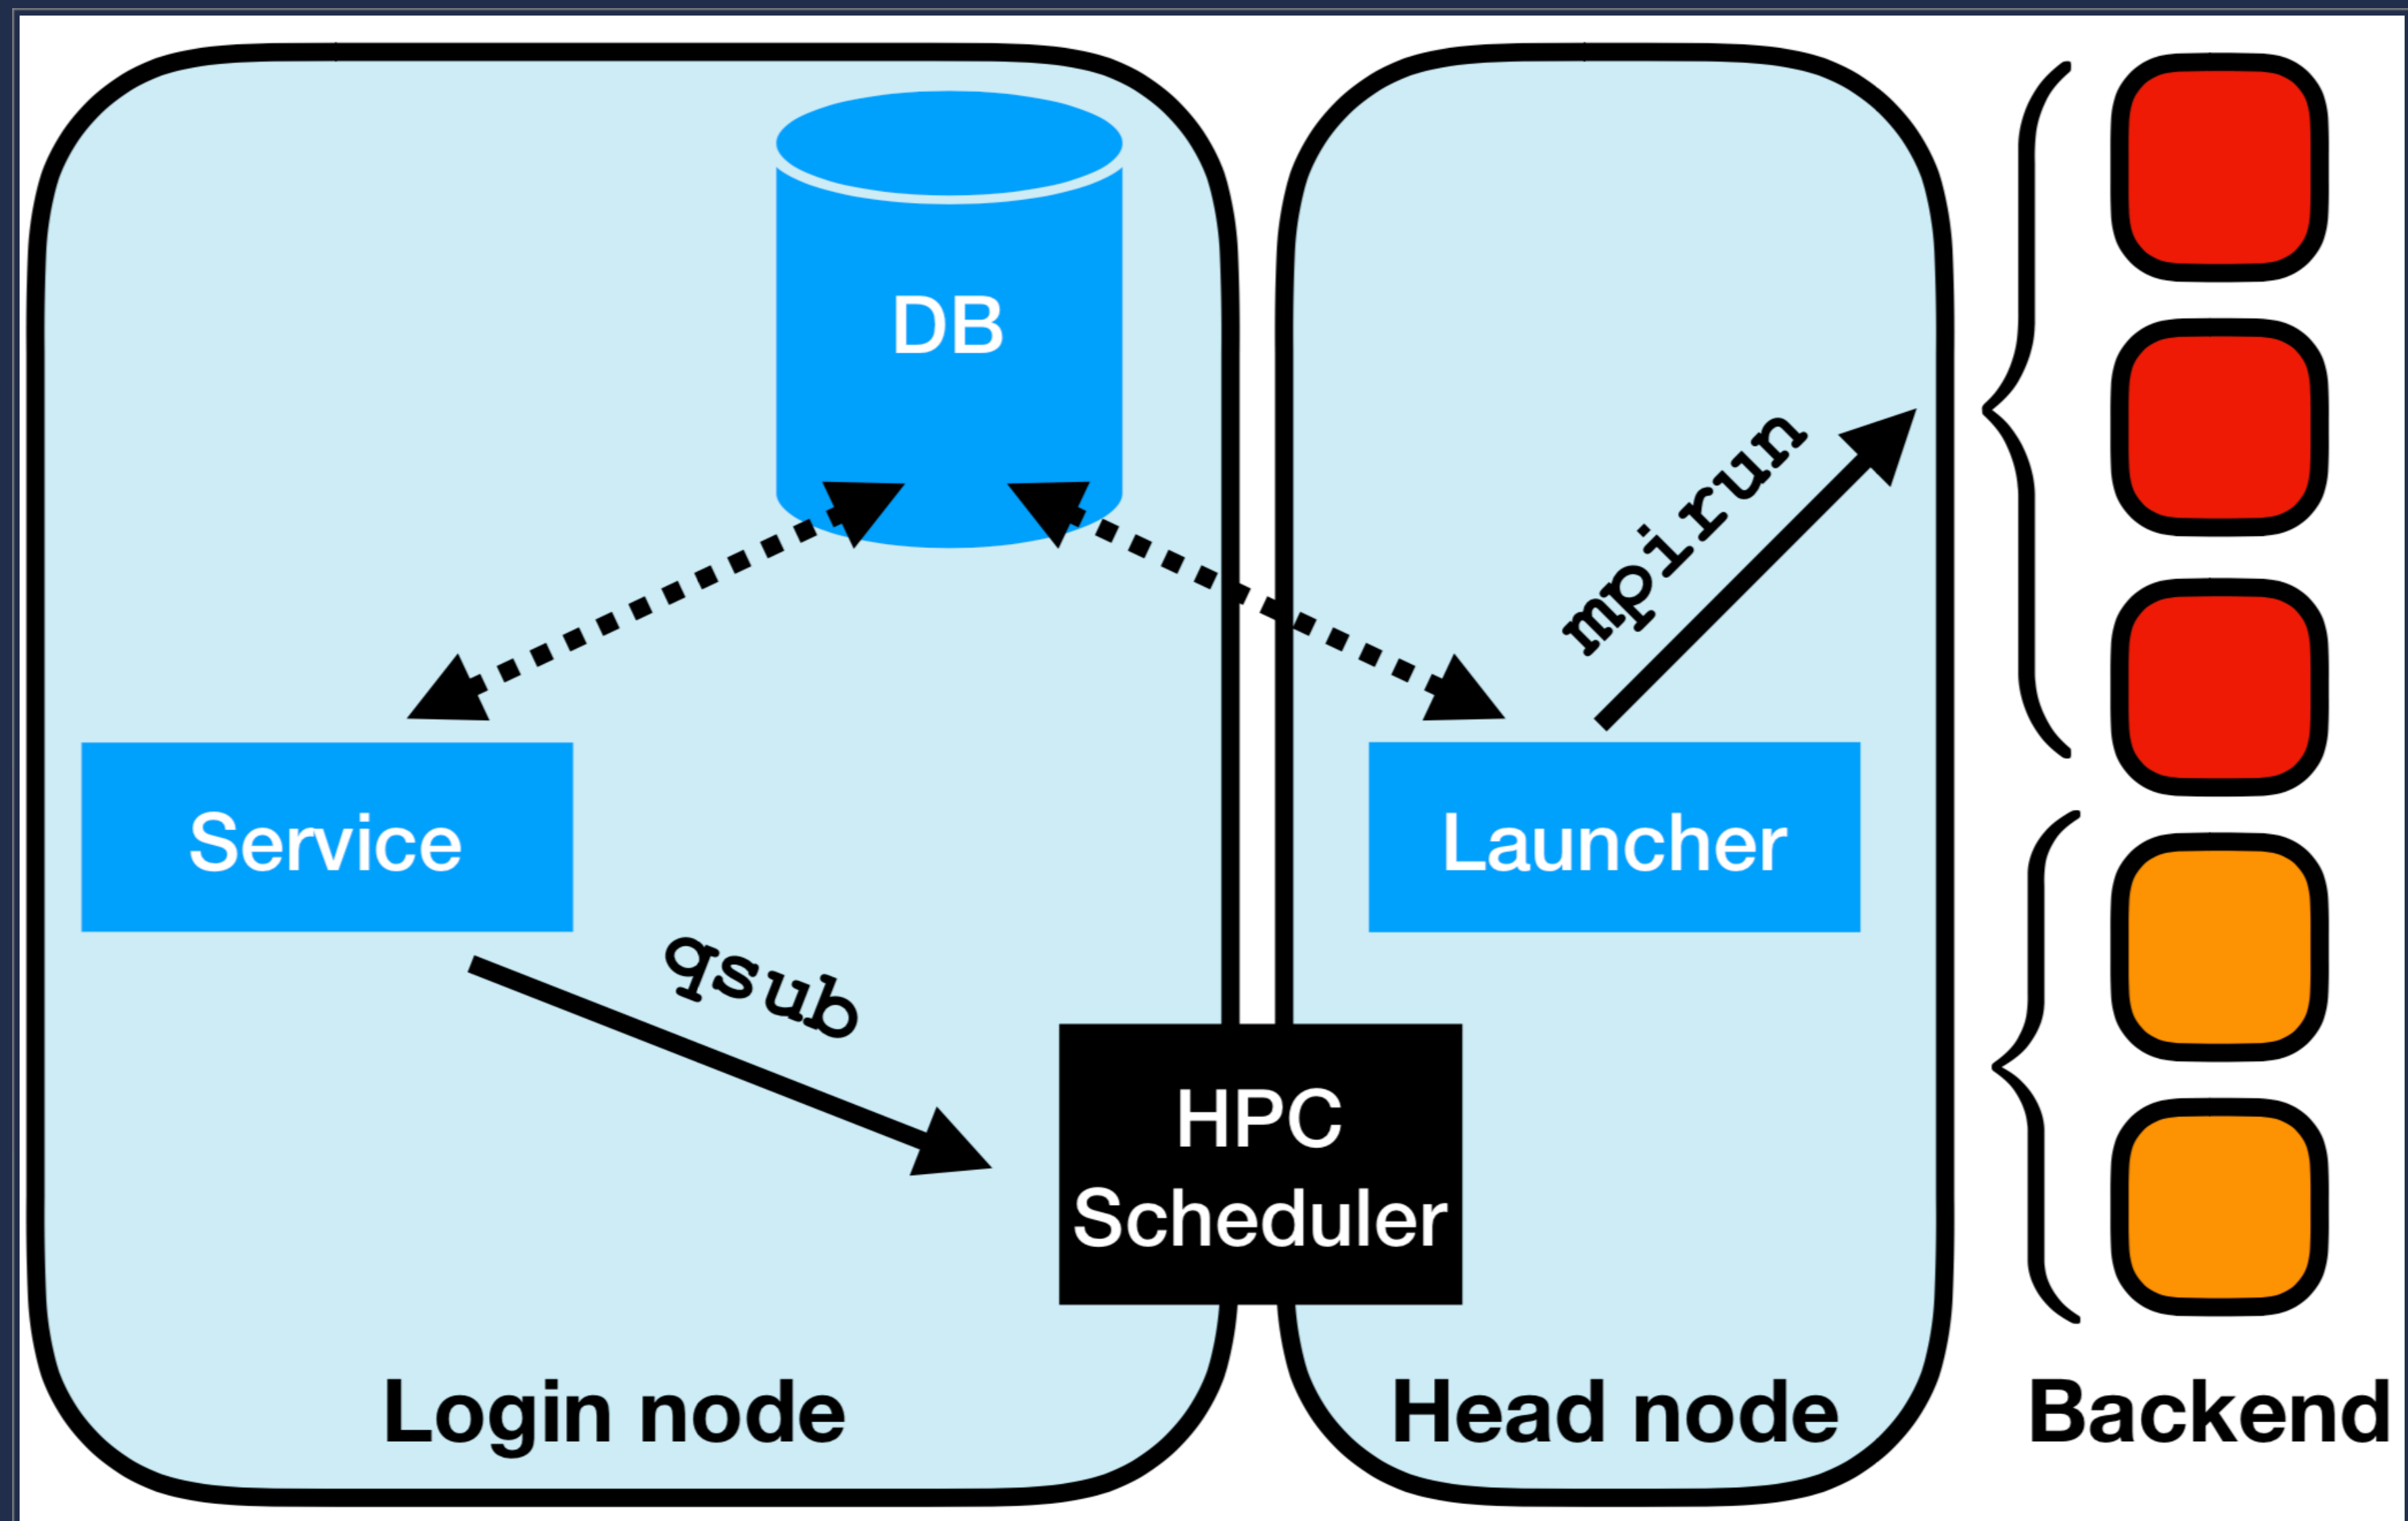 DB
mpirun
Service
Launcher
qsub
HPC
Scheduler
Login node
Head node
Backend